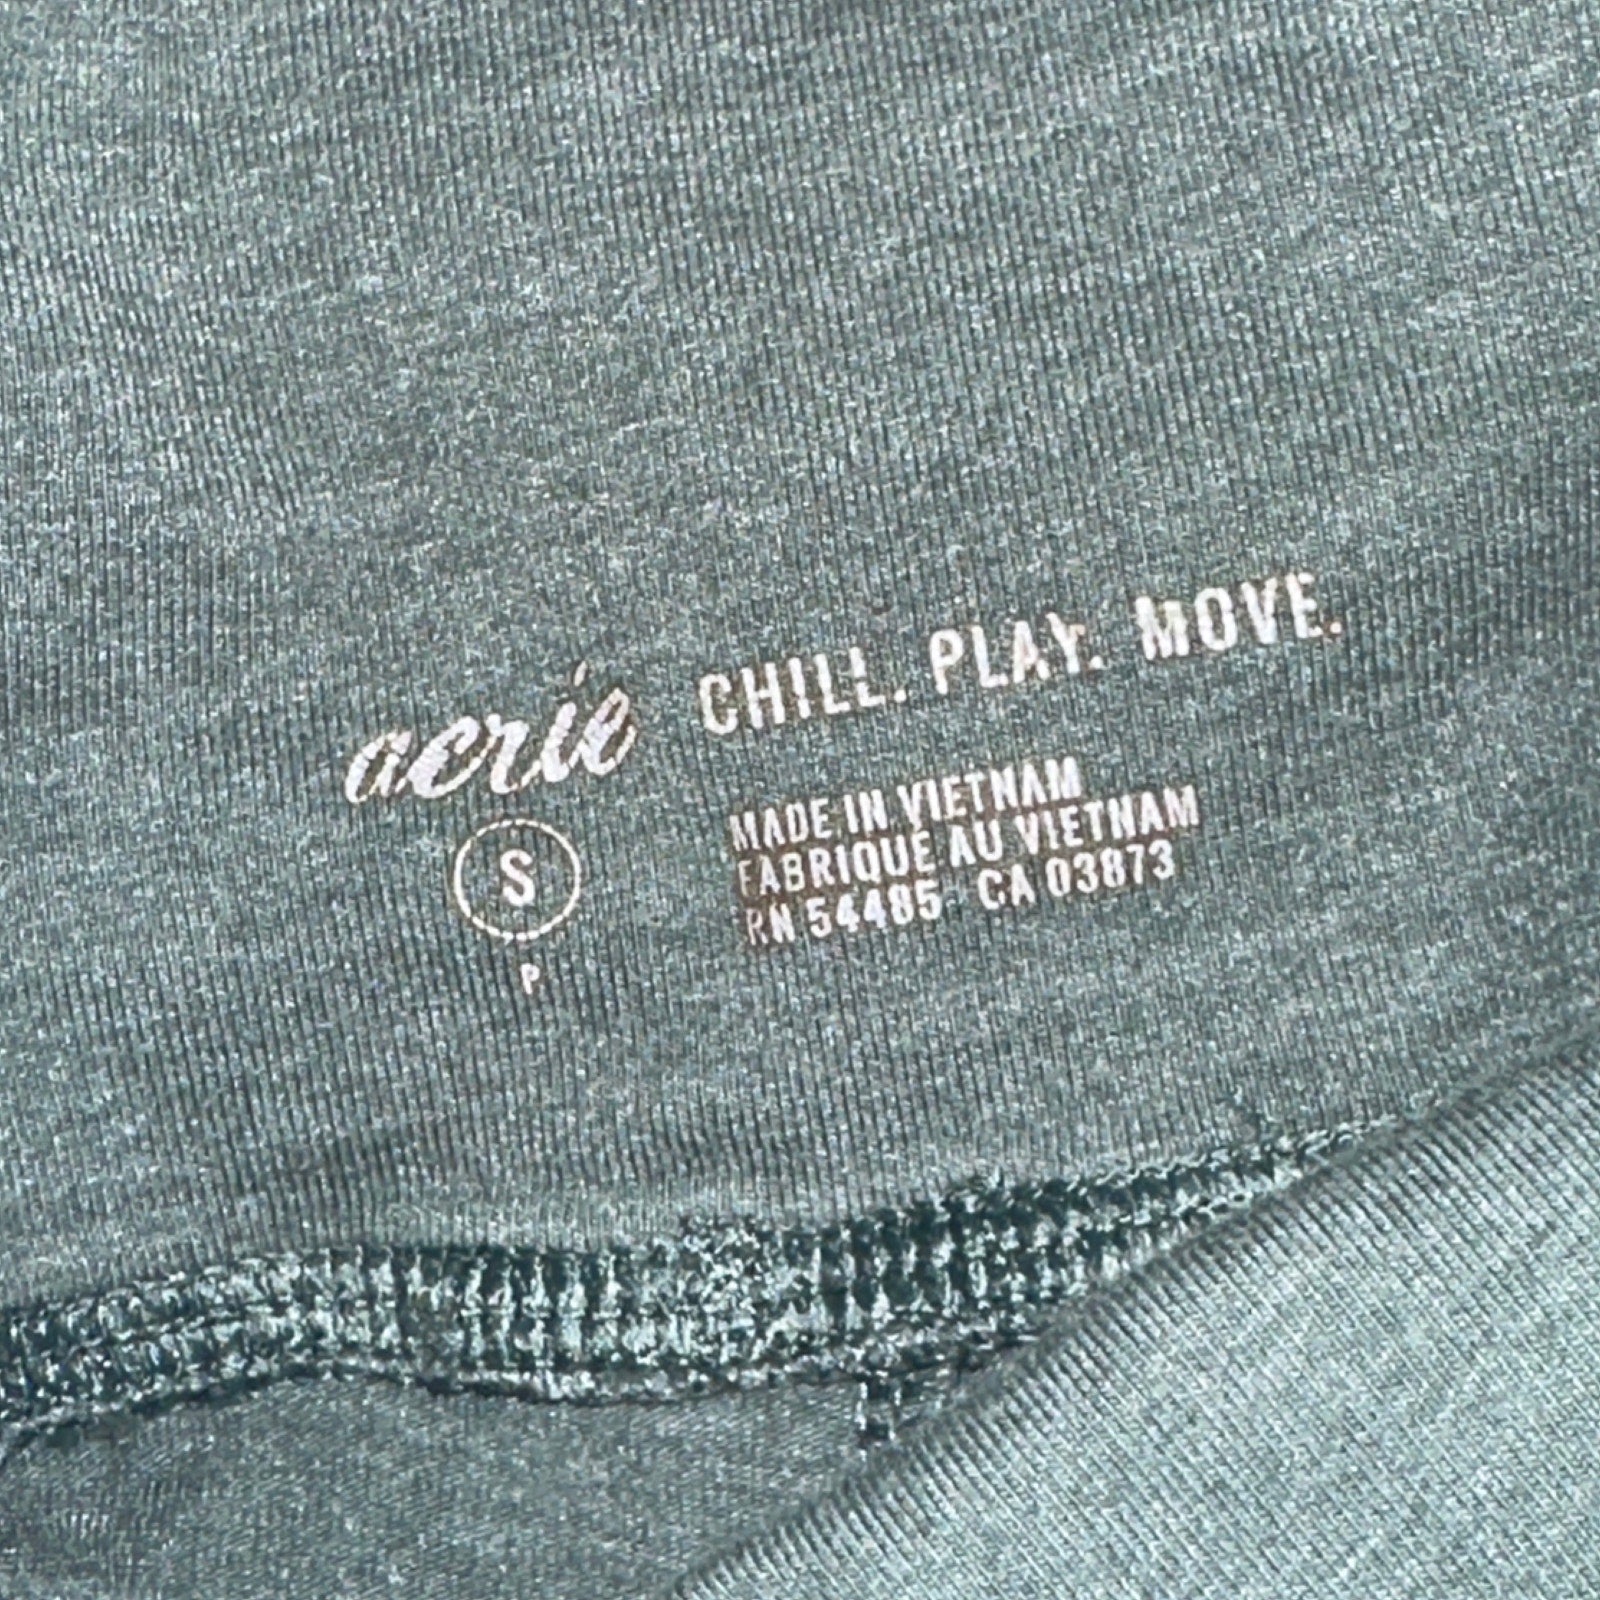 aerie CHILL. PLAY. MOVE.
S
P
MADE IN VIETNAM
FABRIQUE AU VIETNAM
RN 54485 CA 03873